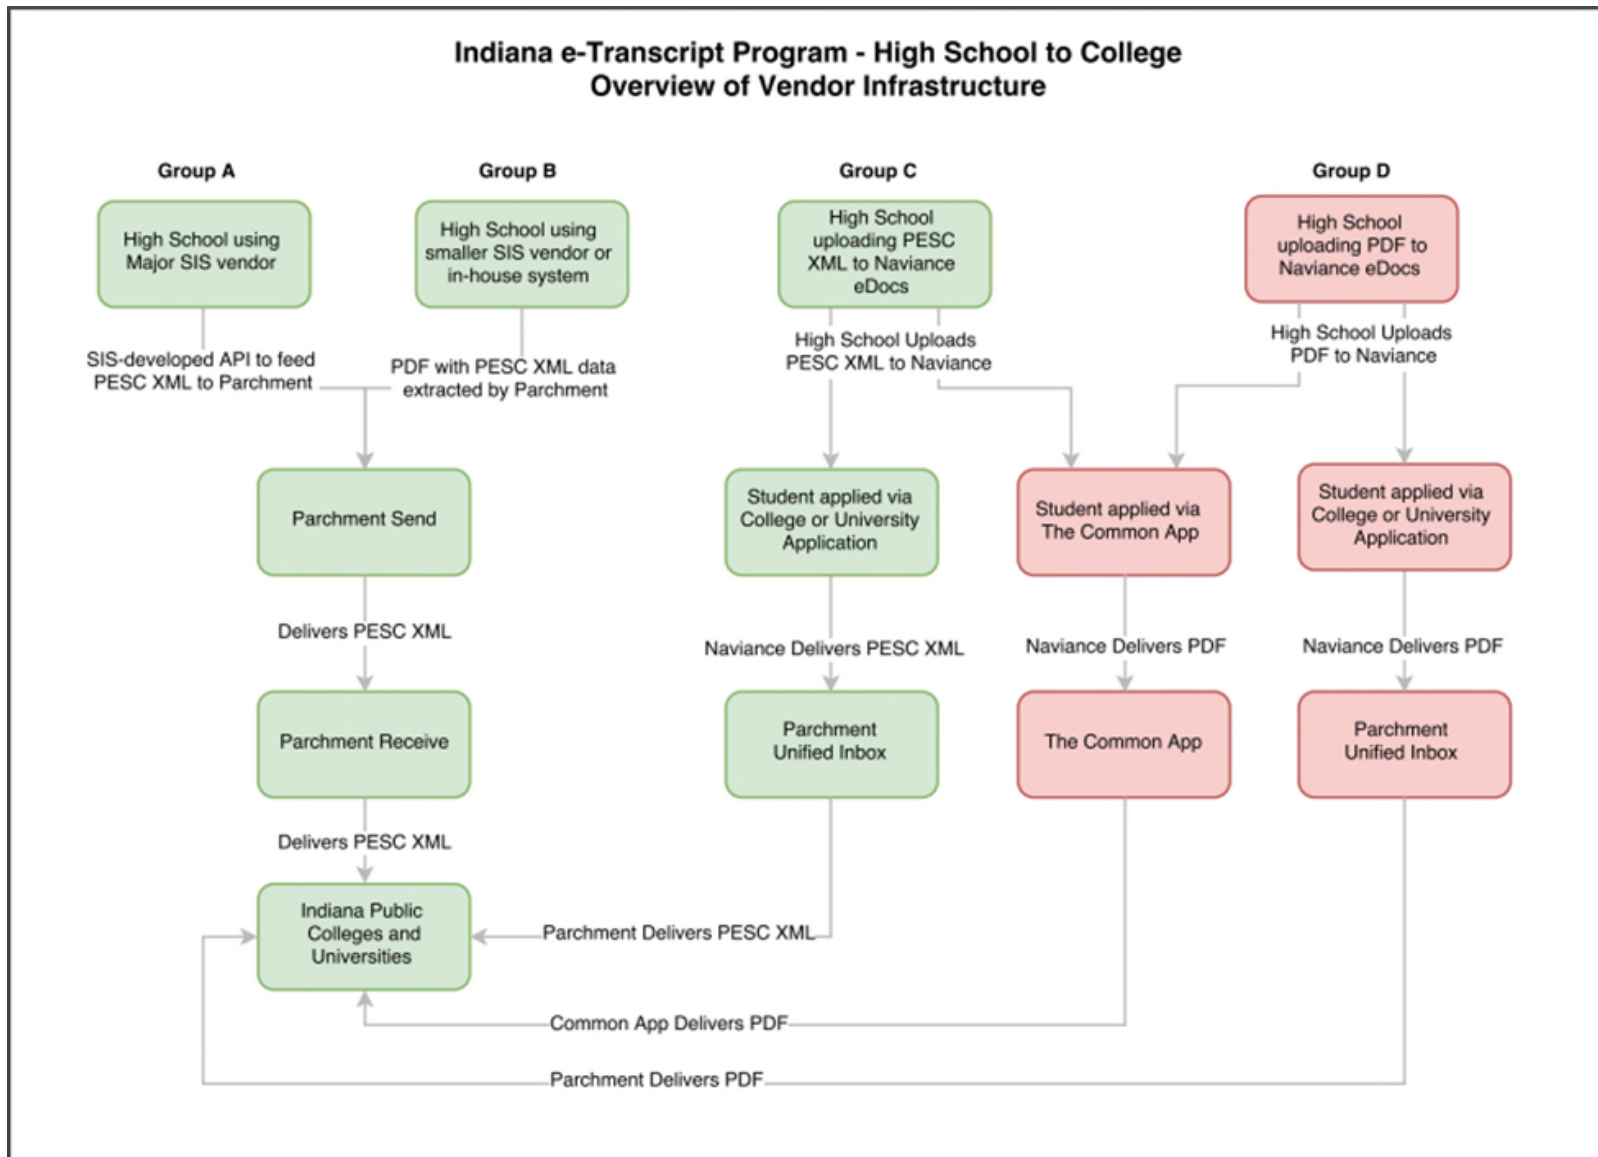 Indiana e-Transcript Program - High School to College
Overview of Vendor Infrastructure
Group A
Group B
Group C
Group D
High School using
Major SIS vendor
High School using
smaller SIS vendor or
in-house system
High School
uploading PESC
XML to Naviance
eDocs
High School
uploading PDF to
Naviance eDocs
SIS-developed API to feed
PESC XML to Parchment
PDF with PESC XML data
extracted by Parchment
High School Uploads
PESC XML to Naviance
High School Uploads
PDF to Naviance
Parchment Send
Student applied via
College or University
Application
Student applied via
The Common App
Student applied via
College or University
Application
Delivers PESC XML
Naviance Delivers PESC XML
Naviance Delivers PDF
Naviance Delivers PDF
Parchment Receive
Parchment
Unified Inbox
The Common App
Parchment
Unified Inbox
Delivers PESC XML
Indiana Public
Colleges and
Universities
Parchment Delivers PESC XML
Common App Delivers PDF
Parchment Delivers PDF